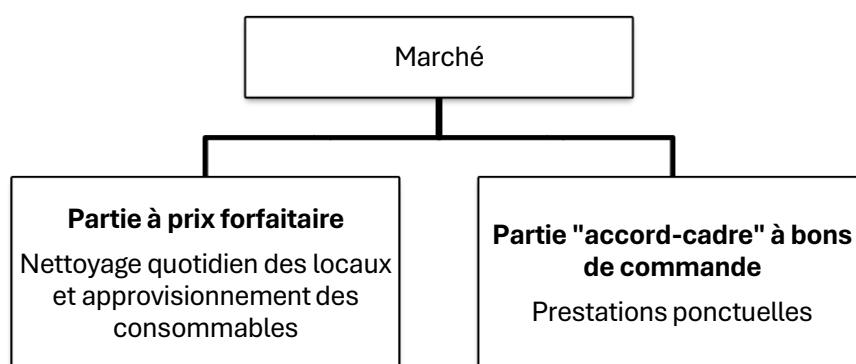 Marché
Partie à prix forfaitaire
Nettoyage quotidien des locaux
et approvisionnement des
consommables
Partie "accord-cadre" à bons
de commande
Prestations ponctuelles